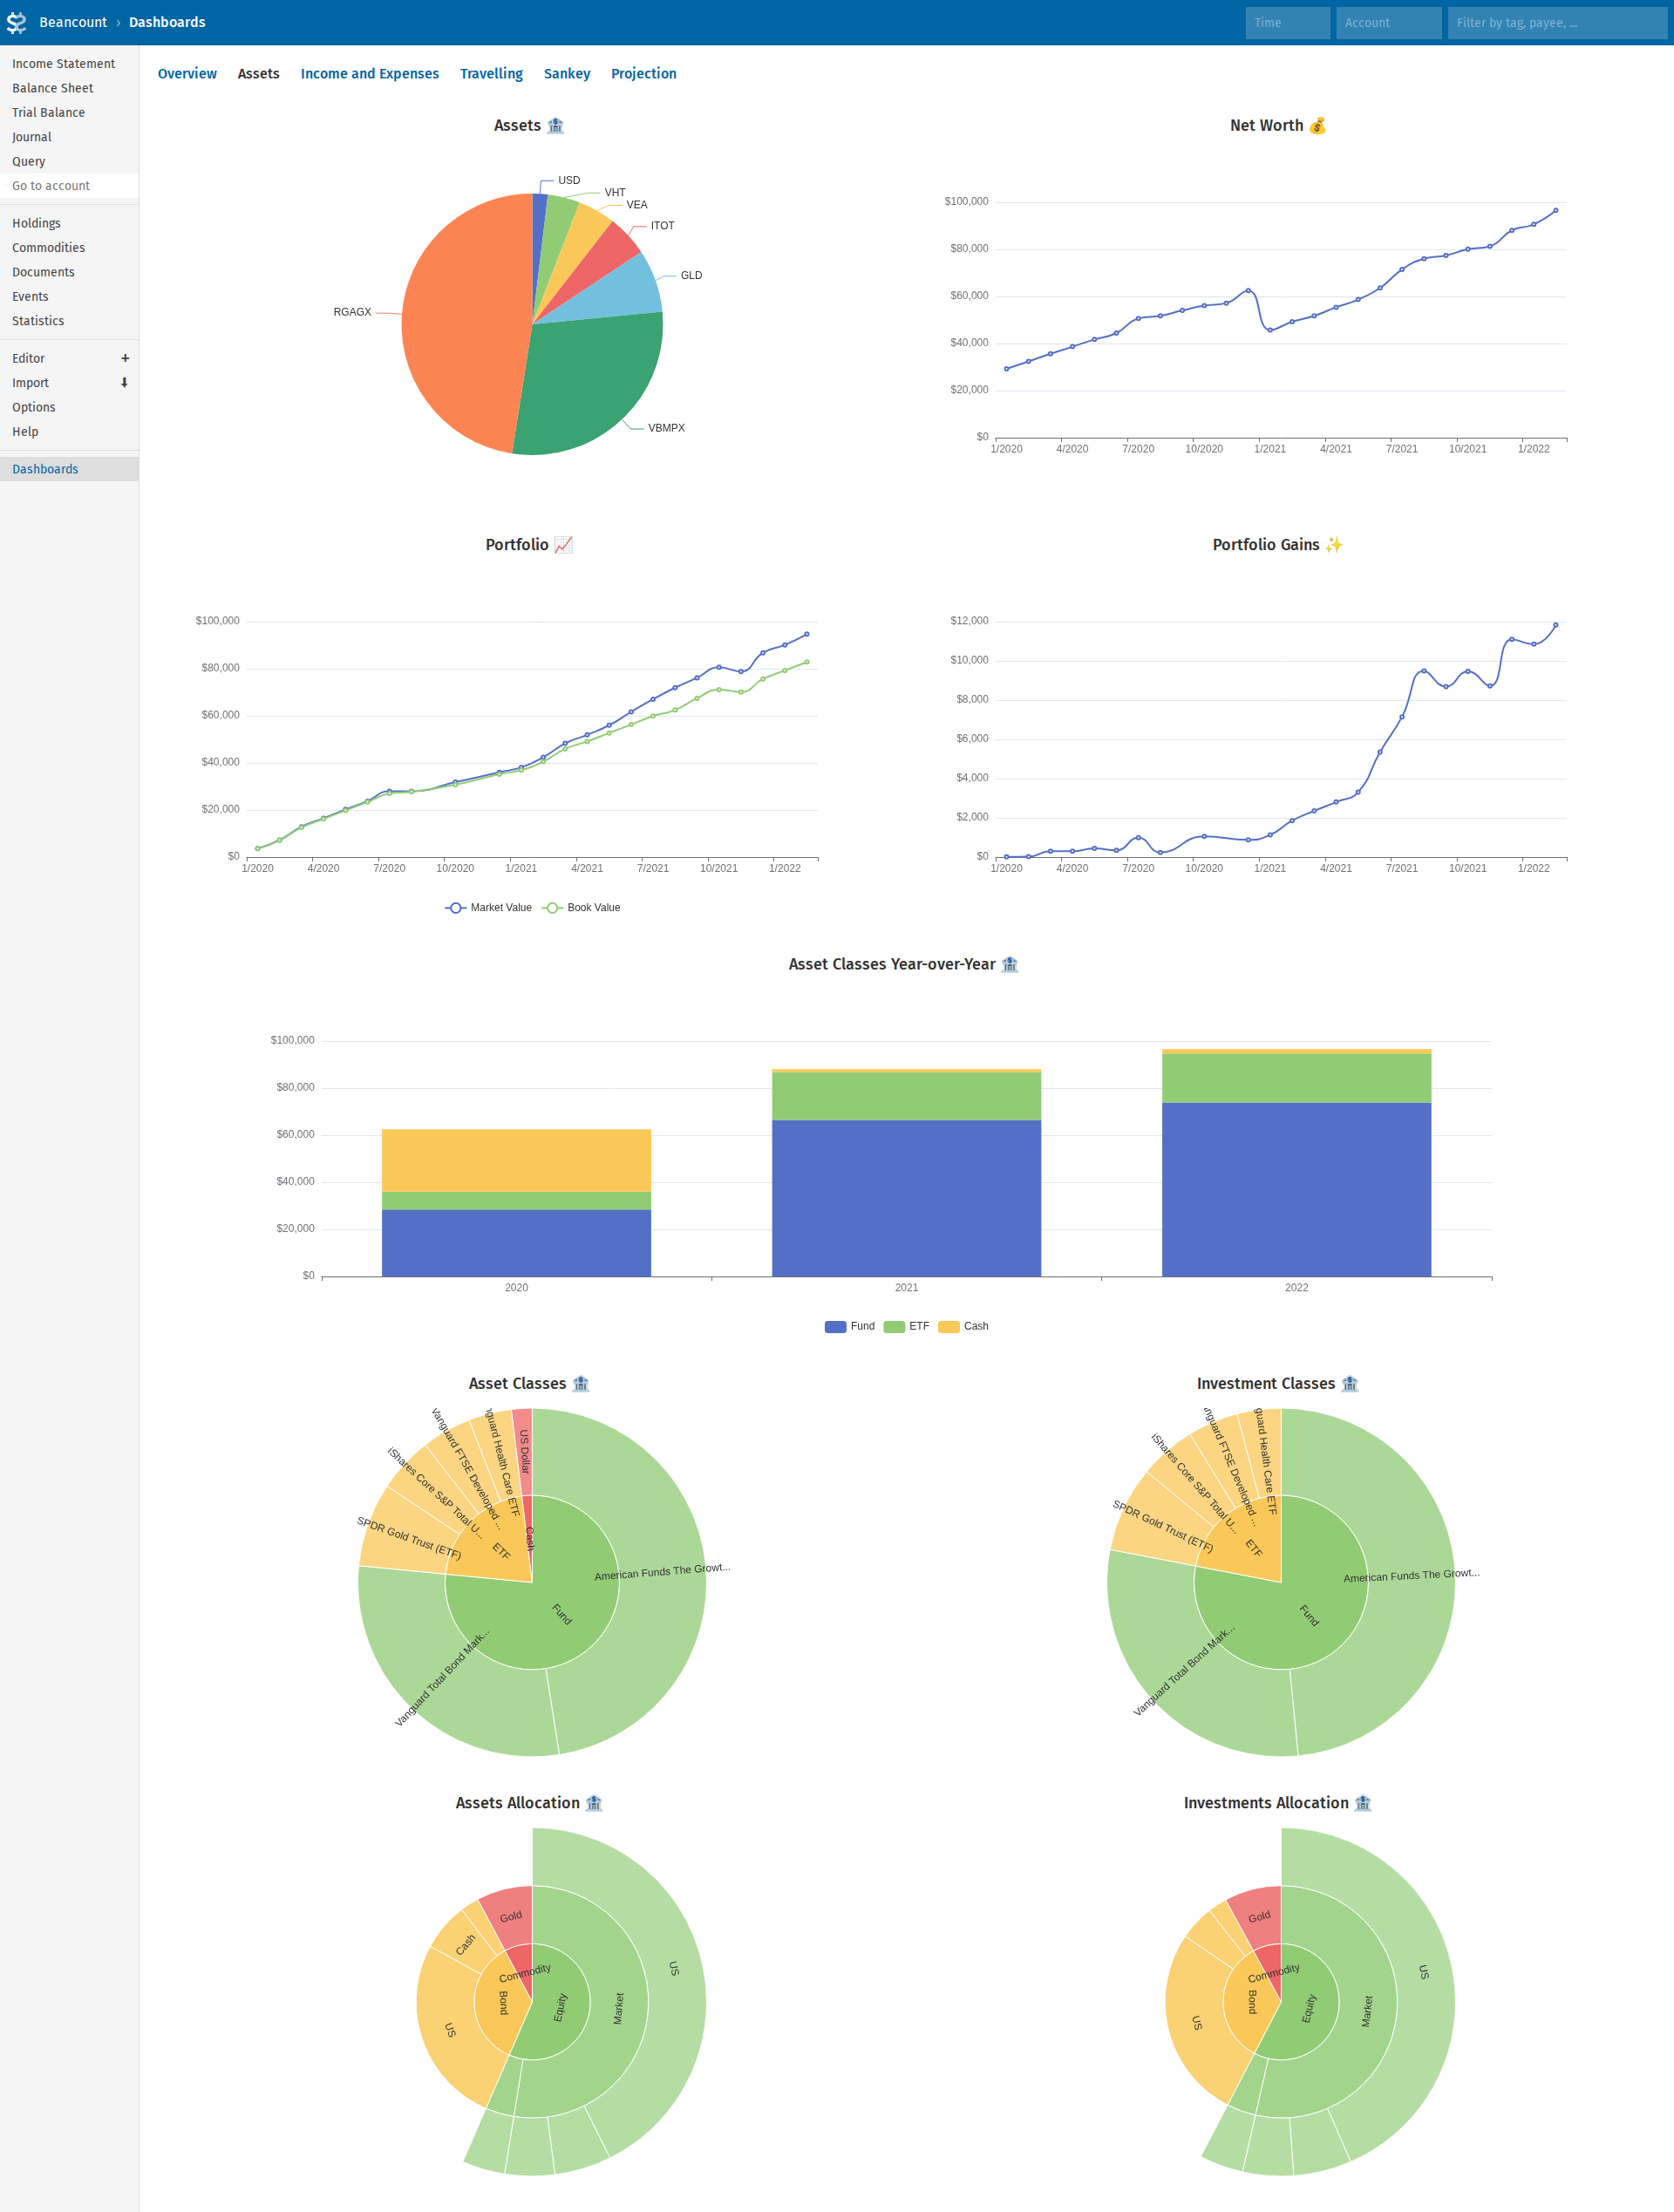 Beancount › Dashboards
Time
Account
Filter by tag, payee, ...
Income Statement
Balance Sheet
Trial Balance
Journal
Query
Go to account
Holdings
Commodities
Documents
Events
Statistics
Editor +
Import
Options
Help
Dashboards
Overview Assets Income and Expenses Travelling Sankey Projection
Assets
USD
VHT
VEA
ITOT
GLD
RGAGX
VBMPX
Net Worth
$100,000
$80,000
$60,000
$40,000
$20,000
$0
1/2020 4/2020 7/2020 10/2020 1/2021 4/2021 7/2021 10/2021 1/2022
Portfolio
$100,000
$80,000
$60,000
$40,000
$20,000
$0
1/2020 4/2020 7/2020 10/2020 1/2021 4/2021 7/2021 10/2021 1/2022
Market Value Book Value
Portfolio Gains
$12,000
$10,000
$8,000
$6,000
$4,000
$2,000
$0
1/2020 4/2020 7/2020 10/2020 1/2021 4/2021 7/2021 10/2021 1/2022
Asset Classes Year-over-Year
$100,000
$80,000
$60,000
$40,000
$20,000
$0
2020 2021 2022
Fund ETF Cash
Asset Classes
US Dollar
guard Health Care ETF
Vanguard FTSE Developed ...
iShares Core S&P Total U...
SPDR Gold Trust (ETF)
Cash
ETF
American Funds The Growt...
Fund
Vanguard Total Bond Mark...
Investment Classes
guard Health Care ETF
nguard FTSE Developed ...
iShares Core S&P Total U...
SPDR Gold Trust (ETF)
ETF
American Funds The Growt...
Fund
Vanguard Total Bond Mark...
Assets Allocation
Gold
Cash
Commodity
Bond
Equity
Market
US
US
Investments Allocation
Gold
Commodity
Bond
Equity
Market
US
US